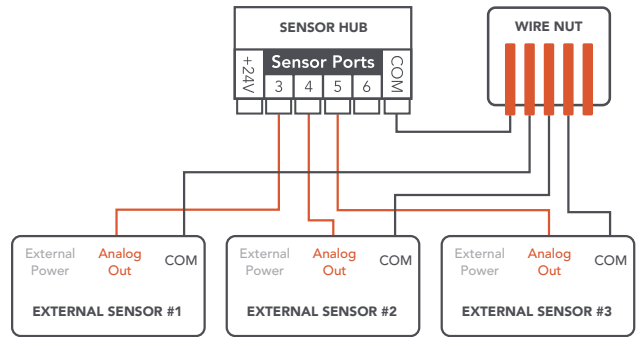 SENSOR HUB
WIRE NUT
+24V
Sensor Ports
COM
3 4 5 6
External Power
Analog Out
COM
EXTERNAL SENSOR #1
External Power
Analog Out
COM
EXTERNAL SENSOR #2
External Power
Analog Out
COM
EXTERNAL SENSOR #3